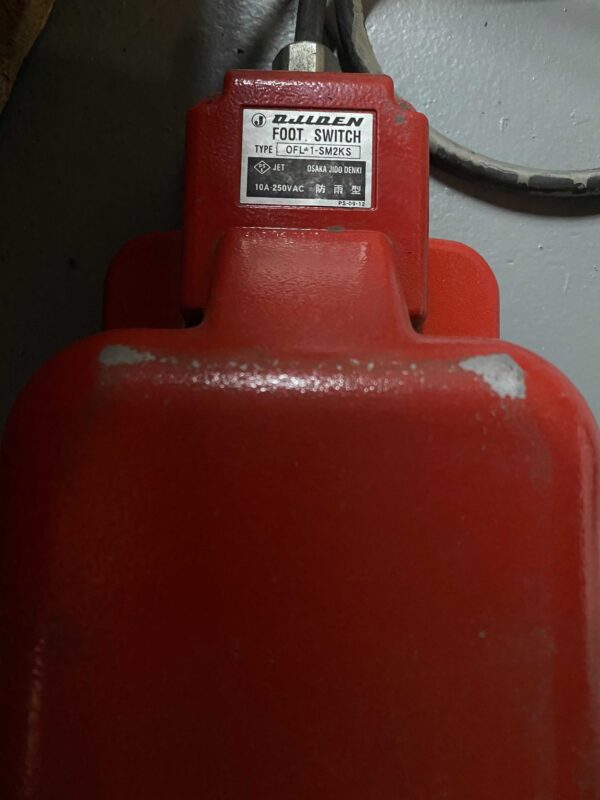 OJIDEN
FOOT SWITCH
TYPE OFL-1-SM2KS
PS E JET OSAKA JIDO DENKI
10A-250VAC 防雨型
PS-09-12